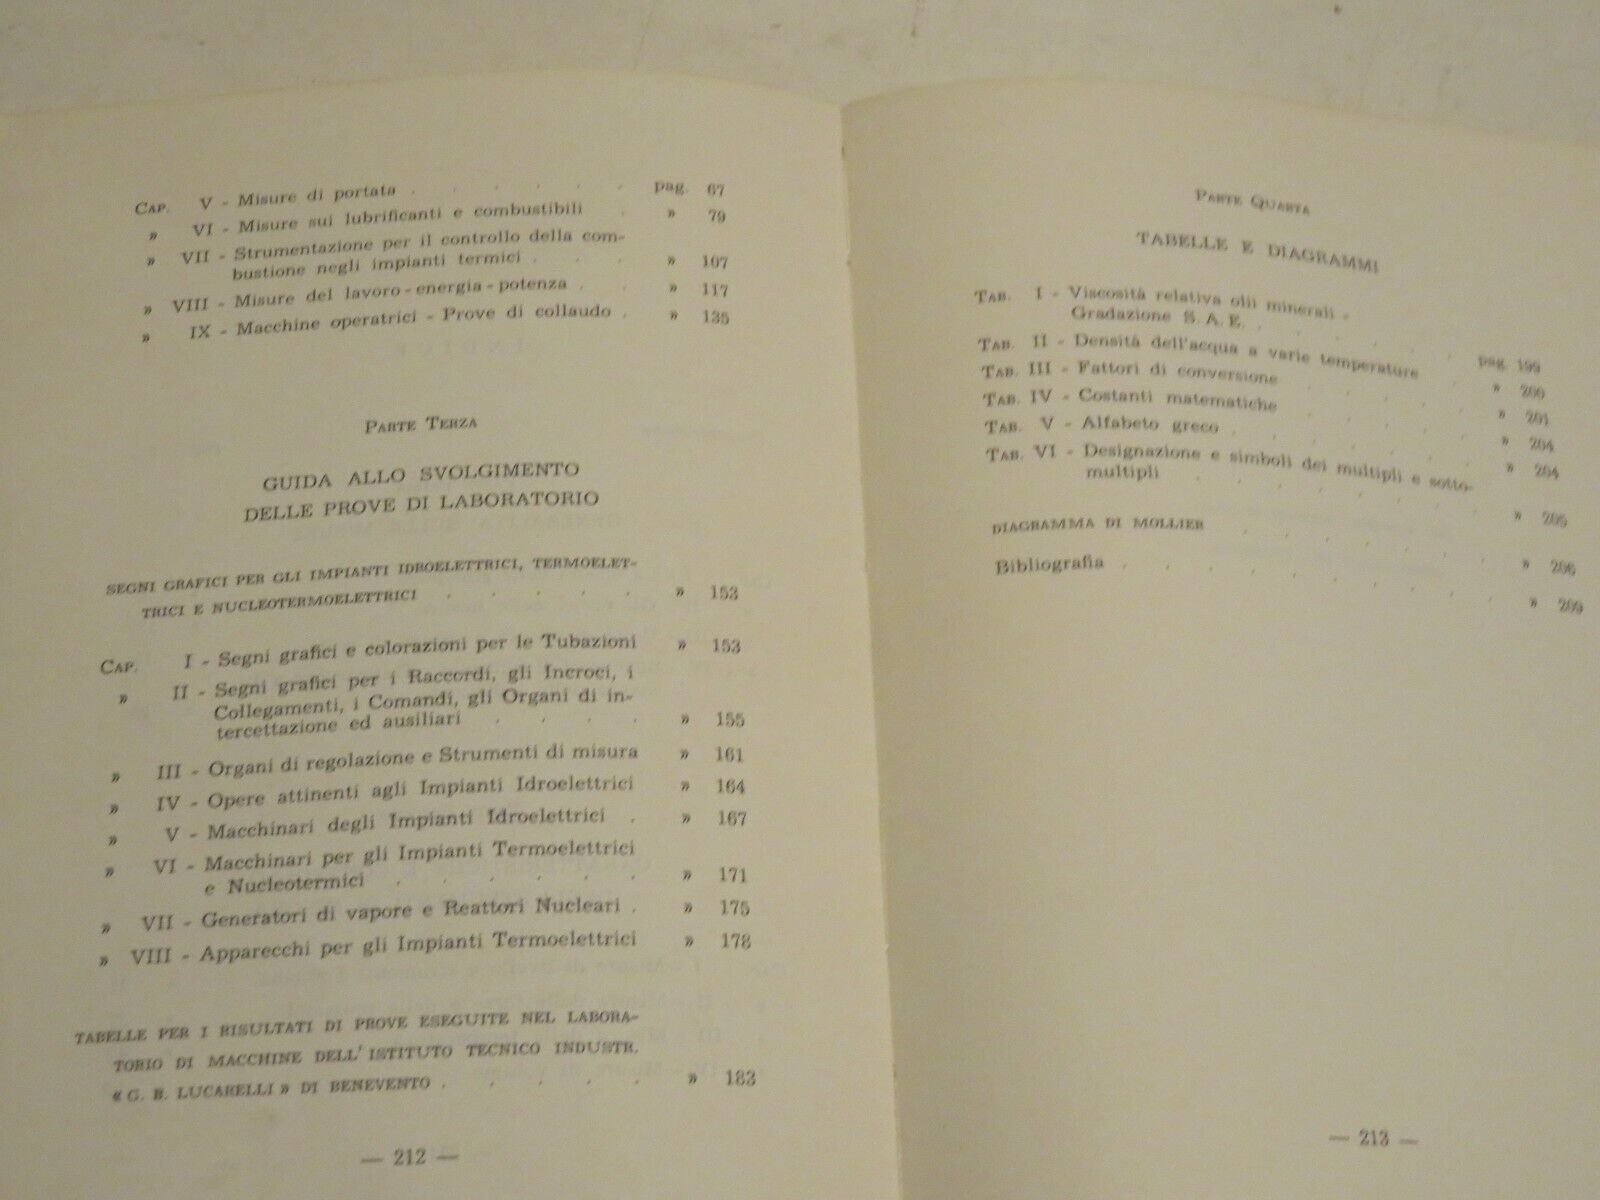 CAP. V - Misure di portata . . . . . . pag. 67
» VI - Misure sui lubrificanti e combustibili . » 79
» VII - Strumentazione per il controllo della com-
bustione negli impianti termici . . . » 107
» VIII - Misure del lavoro - energia - potenza . . » 117
» IX - Macchine operatrici - Prove di collaudo . » 135
PARTE TERZA
GUIDA ALLO SVOLGIMENTO
DELLE PROVE DI LABORATORIO
SEGNI GRAFICI PER GLI IMPIANTI IDROELETTRICI, TERMOELET-
TRICI E NUCLEOTERMOELETTRICI . . . . . » 153
CAP. I - Segni grafici e colorazioni per le Tubazioni » 153
» II - Segni grafici per i Raccordi, gli Incroci, i
Collegamenti, i Comandi, gli Organi di in-
tercettazione ed ausiliari . . . . » 155
» III - Organi di regolazione e Strumenti di misura » 161
» IV - Opere attinenti agli Impianti Idroelettrici » 164
» V - Macchinari degli Impianti Idroelettrici . » 167
» VI - Macchinari per gli Impianti Termoelettrici
e Nucleotermici . . . . . . » 171
» VII - Generatori di vapore e Reattori Nucleari . » 175
» VIII - Apparecchi per gli Impianti Termoelettrici » 178
TABELLE PER I RISULTATI DI PROVE ESEGUITE NEL LABORA-
TORIO DI MACCHINE DELL'ISTITUTO TECNICO INDUSTR.
« G. B. LUCARELLI » DI BENEVENTO . . . . . » 183
— 212 —
PARTE QUARTA
TABELLE E DIAGRAMMI
TAB. I - Viscosità relativa olii minerali -
Gradazione S. A. E. . . . . . . pag. 199
TAB. II - Densità dell'acqua a varie temperature » 200
TAB. III - Fattori di conversione . . . . . » 201
TAB. IV - Costanti matematiche . . . . . » 204
TAB. V - Alfabeto greco . . . . . . » 204
TAB. VI - Designazione e simboli dei multipli e sotto-
multipli . . . . . . . . » 205
DIAGRAMMA DI MOLLIER . . . . . . . » 206
Bibliografia . . . . . . . . . » 209
— 213 —